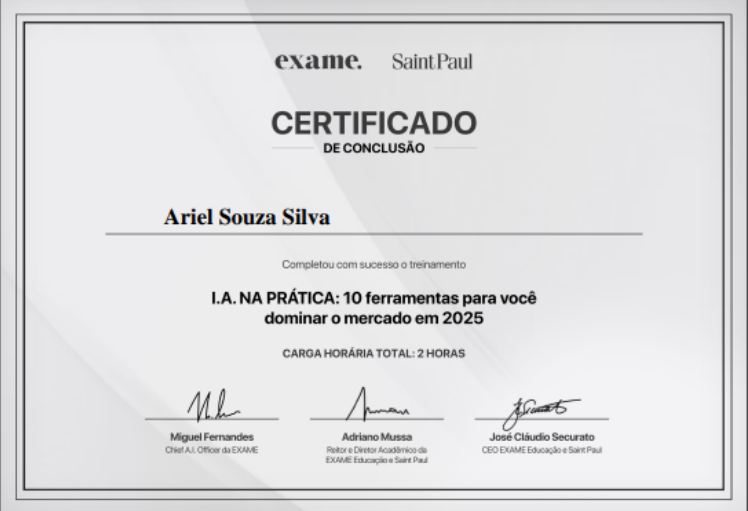 exame. Saint Paul
CERTIFICADO
DE CONCLUSÃO
Ariel Souza Silva
Completou com sucesso o treinamento
I.A. NA PRÁTICA: 10 ferramentas para você
dominar o mercado em 2025
CARGA HORÁRIA TOTAL: 2 HORAS
Miguel Fernandes Adriano Mussa José Cláudio Securato
Chief A.I. Officer da EXAME Reitor e Diretor Acadêmico da CEO EXAME Educação e Saint Paul
EXAME Educação e Saint Paul